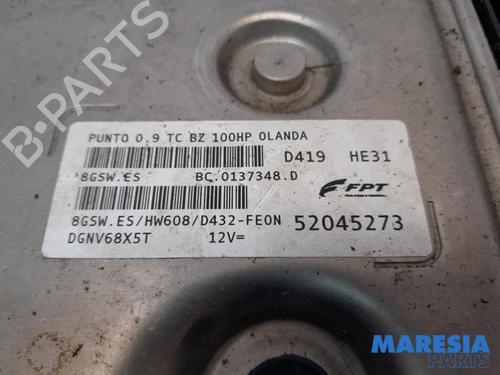 PUNTO 0.9 TC BZ 100HP OLANDA
D419 HE31
*8GSW.ES BC.0137348.D
FPT
8GSW.ES/HW608/D432-FE0N 52045273
DGNV68X5T 12V=
B-PARTS
MARESIA
PARTS